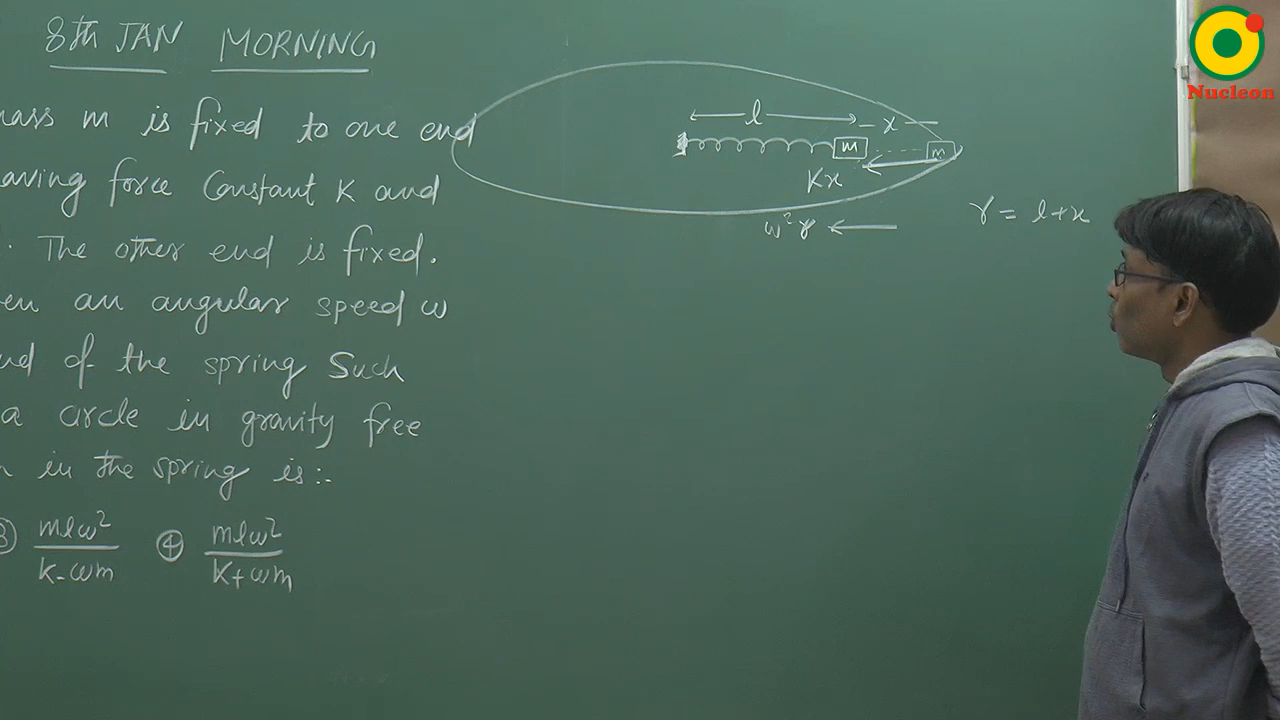 8th JAN MORNING
mass m is fixed to one end
having force Constant K and
. The other end is fixed.
en an angular speed ω
nd of the spring Such
a circle in gravity free
n in the spring is:.
③ mlω²/k-ωm ④ mlω²/k+ωm
l
x
m
m
Kx
ω²r
r = l+x
Nucleon